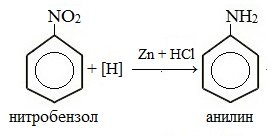 NO₂
NH₂
+ [H]
Zn + HCl
нитробензол
анилин